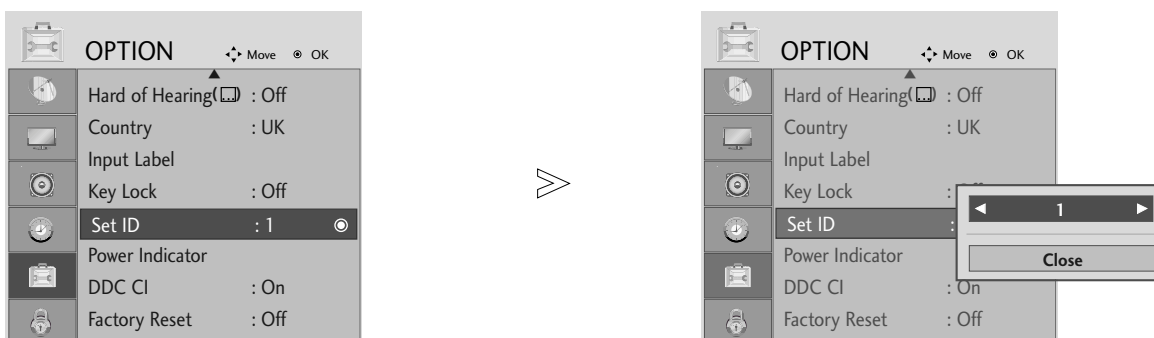 OPTION Move OK
Hard of Hearing( ) : Off
Country : UK
Input Label
Key Lock : Off
Set ID : 1
Power Indicator
DDC CI : On
Factory Reset : Off
OPTION Move OK
Hard of Hearing( ) : Off
Country : UK
Input Label
Key Lock :
Set ID :
1
Power Indicator
Close
DDC CI : On
Factory Reset : Off